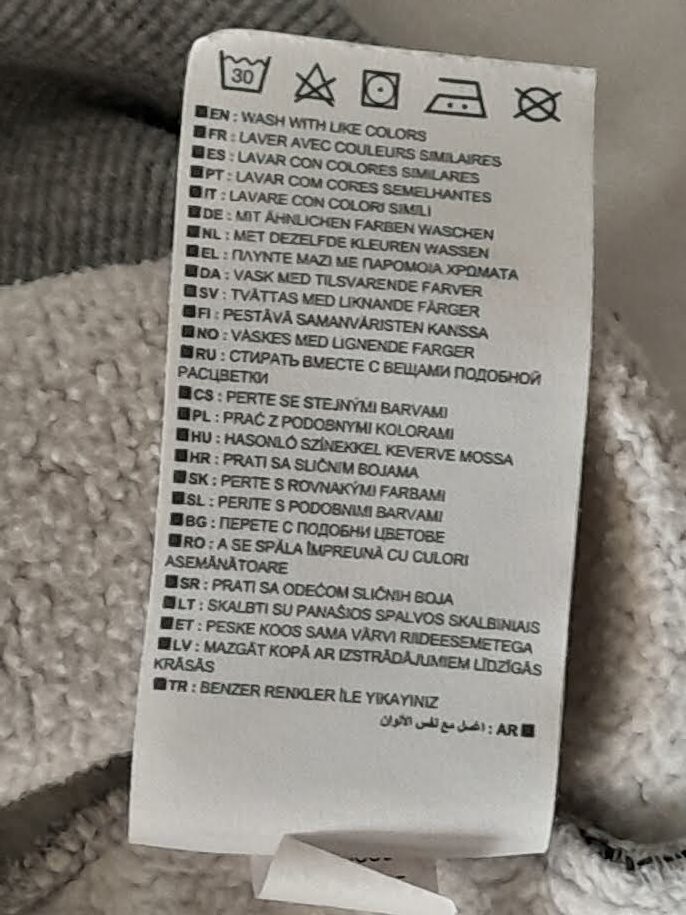 30
EN : WASH WITH LIKE COLORS
FR : LAVER AVEC COULEURS SIMILAIRES
ES : LAVAR CON COLORES SIMILARES
PT : LAVAR COM CORES SEMELHANTES
IT : LAVARE CON COLORI SIMILI
DE : MIT ÄHNLICHEN FARBEN WASCHEN
NL : MET DEZELFDE KLEUREN WASSEN
EL : ΠΛΥΝΤΕ ΜΑΖΙ ΜΕ ΠΑΡΟΜΟΙΑ ΧΡΩΜΑΤΑ
DA : VASK MED TILSVARENDE FARVER
SV : TVÄTTAS MED LIKNANDE FÄRGER
FI : PESTÄVÄ SAMANVÄRISTEN KANSSA
NO : VASKES MED LIGNENDE FARGER
RU : СТИРАТЬ ВМЕСТЕ С ВЕЩАМИ ПОДОБНОЙ
РАСЦВЕТКИ
CS : PERTE SE STEJNÝMI BARVAMI
PL : PRAĆ Z PODOBNYMI KOLORAMI
HU : HASONLÓ SZÍNEKKEL KEVERVE MOSSA
HR : PRATI SA SLIČNIM BOJAMA
SK : PERTE S ROVNAKÝMI FARBAMI
SL : PERITE S PODOBNIMI BARVAMI
BG : ПЕРЕТЕ С ПОДОБНИ ЦВЕТОВЕ
RO : A SE SPĂLA ÎMPREUNĂ CU CULORI
ASEMĂNĂTOARE
SR : PRATI SA ODEĆOM SLIČNIH BOJA
LT : SKALBTI SU PANAŠIOS SPALVOS SKALBINIAIS
ET : PESKE KOOS SAMA VÄRVI RIIDEESEMETEGA
LV : MAZGĀT KOPĀ AR IZSTRĀDĀJUMIEM LĪDZĪGĀS
KRĀSĀS
TR : BENZER RENKLER İLE YIKAYINIZ
AR : اغسل مع نفس الألوان